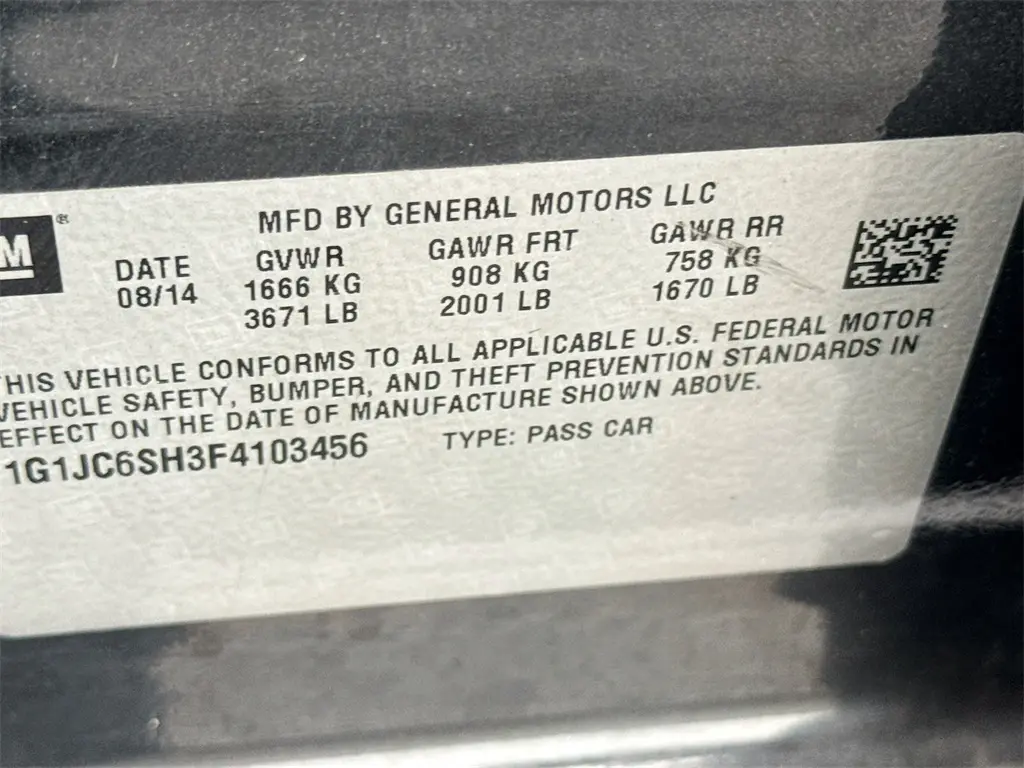 M ®
MFD BY GENERAL MOTORS LLC
DATE GVWR GAWR FRT GAWR RR
08/14 1666 KG 908 KG 758 KG
3671 LB 2001 LB 1670 LB
THIS VEHICLE CONFORMS TO ALL APPLICABLE U.S. FEDERAL MOTOR
VEHICLE SAFETY, BUMPER, AND THEFT PREVENTION STANDARDS IN
EFFECT ON THE DATE OF MANUFACTURE SHOWN ABOVE.
1G1JC6SH3F4103456 TYPE: PASS CAR